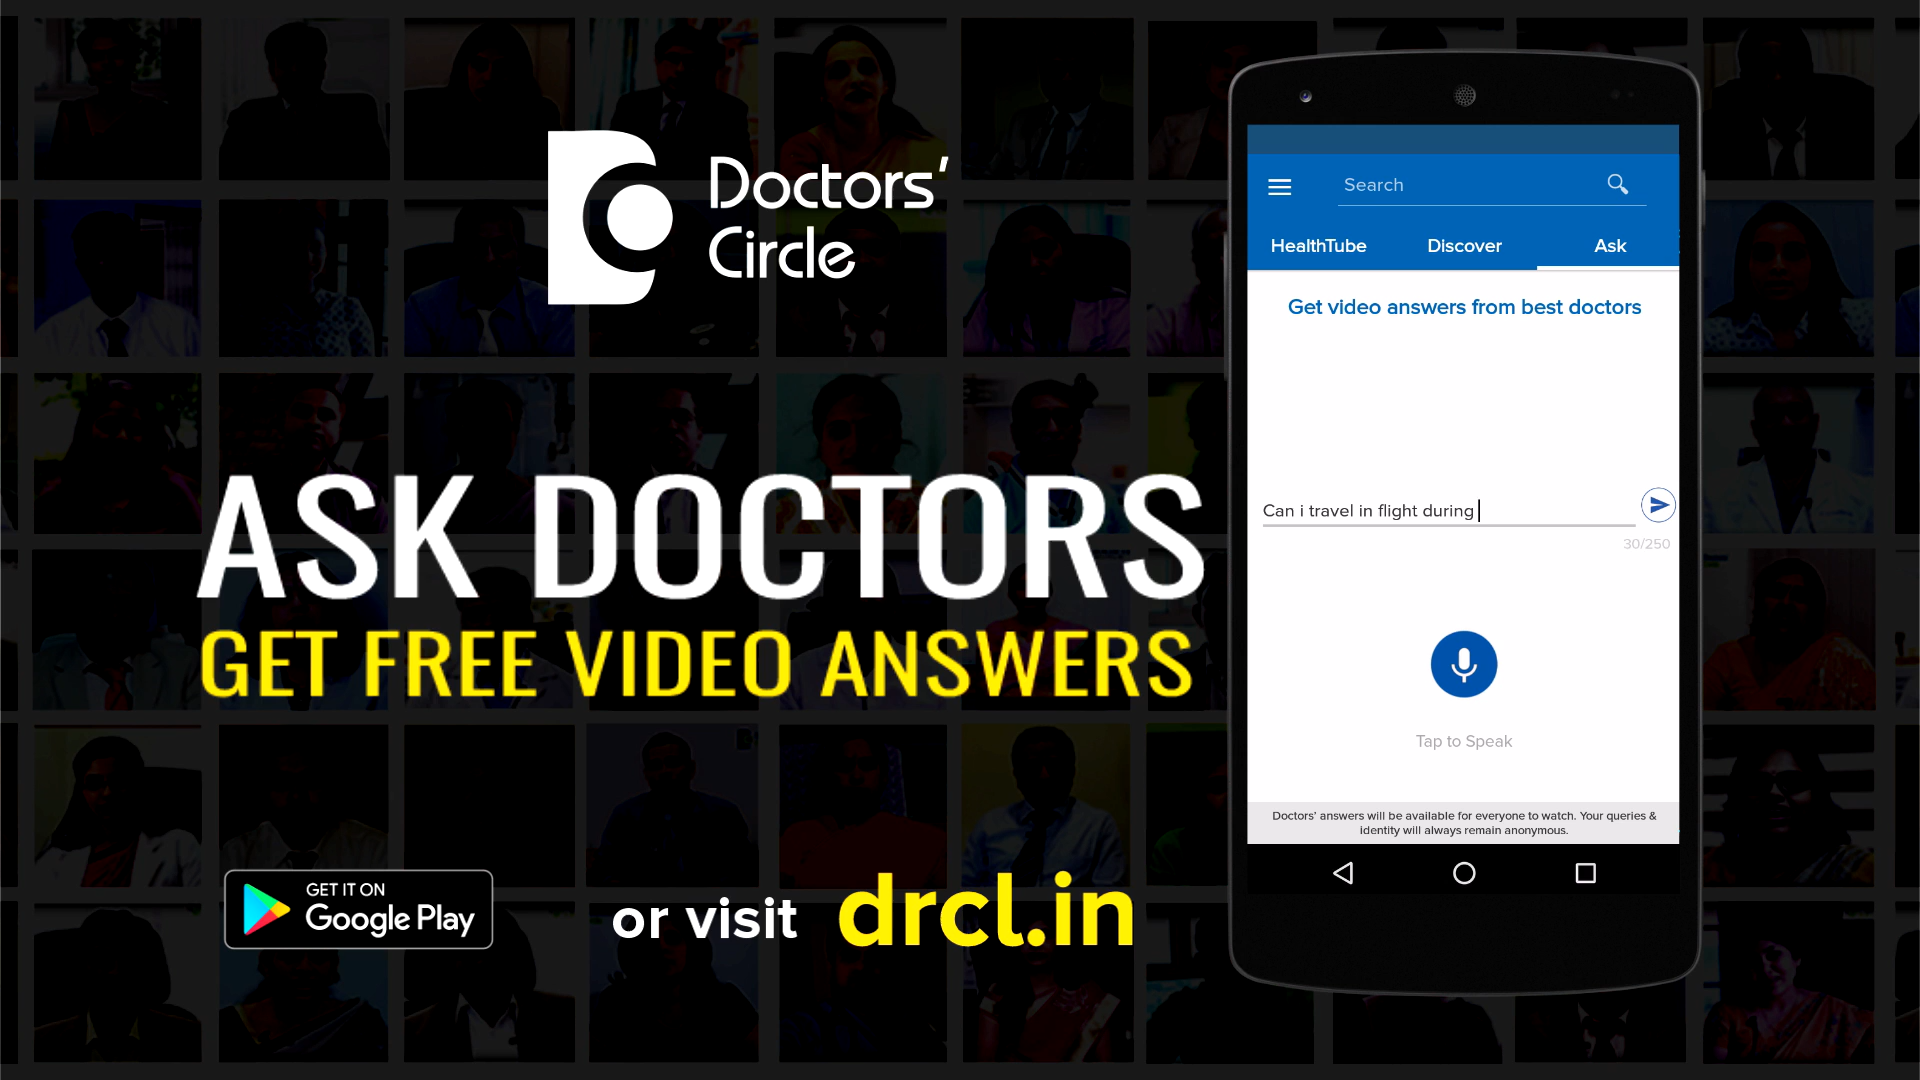 Doctors'
Circle
ASK DOCTORS
GET FREE VIDEO ANSWERS
GET IT ON
Google Play
or visit drcl.in
Search
HealthTube Discover Ask
Get video answers from best doctors
Can i travel in flight during
30/250
Tap to Speak
Doctors' answers will be available for everyone to watch. Your queries &
identity will always remain anonymous.